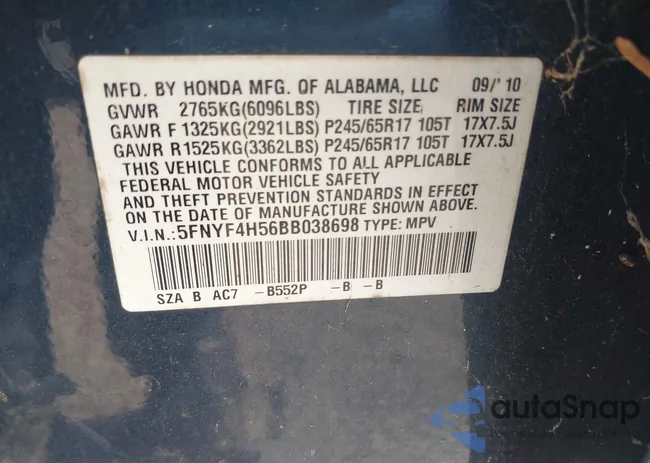 MFD. BY HONDA MFG. OF ALABAMA, LLC 09/'10
GVWR 2765KG(6096LBS) TIRE SIZE RIM SIZE
GAWR F 1325KG(2921LBS) P245/65R17 105T 17X7.5J
GAWR R1525KG(3362LBS) P245/65R17 105T 17X7.5J
THIS VEHICLE CONFORMS TO ALL APPLICABLE
FEDERAL MOTOR VEHICLE SAFETY
AND THEFT PREVENTION STANDARDS IN EFFECT
ON THE DATE OF MANUFACTURE SHOWN ABOVE.
V.I.N.:5FNYF4H56BB038698 TYPE: MPV
SZA B AC7 -B552P -B -B
autaSnap